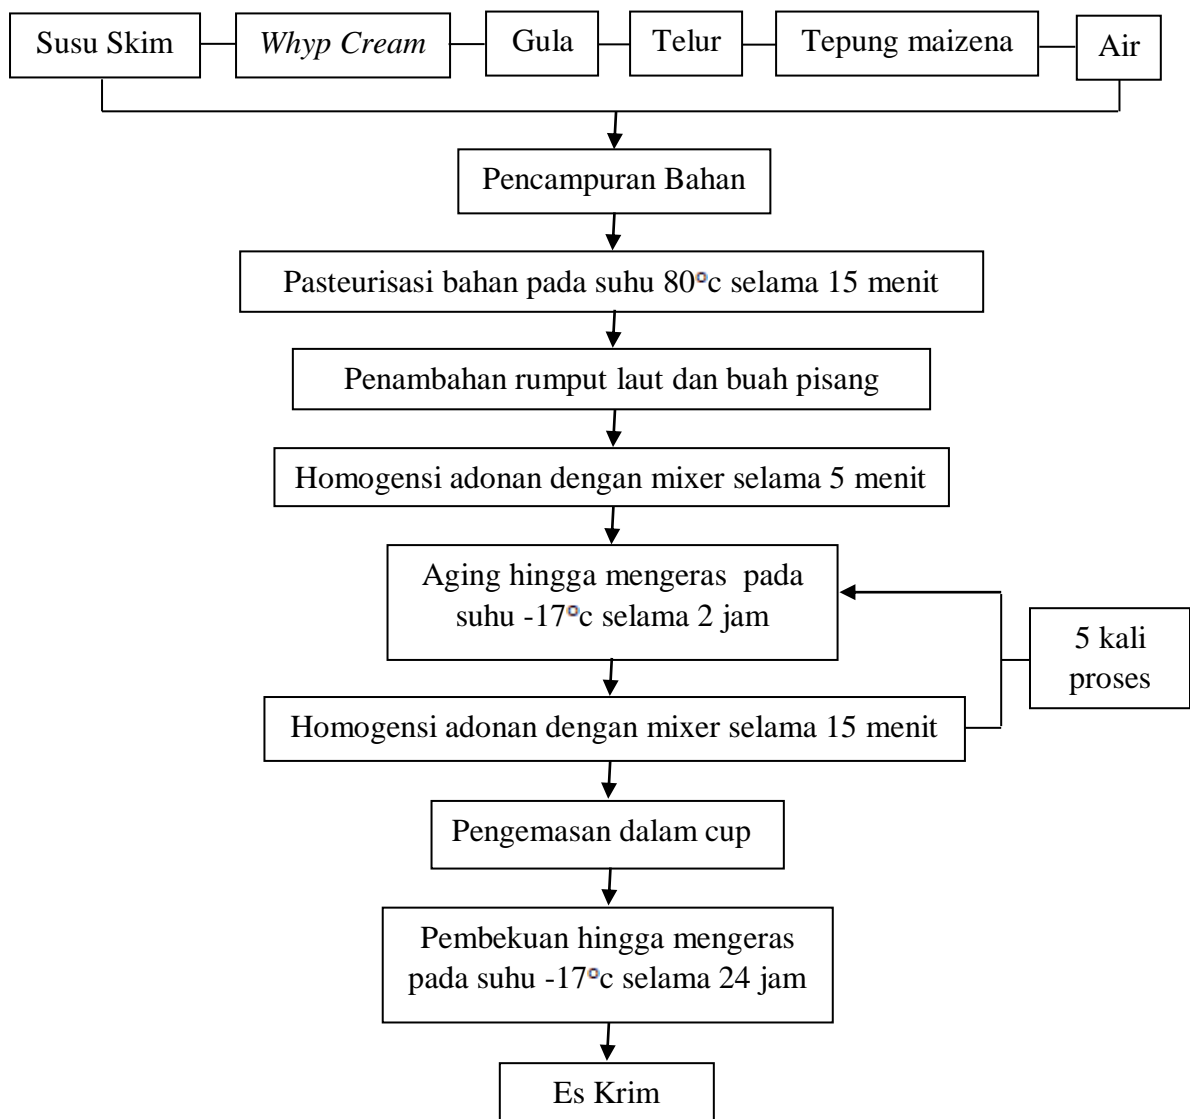 Susu Skim
Whyp Cream
Gula
Telur
Tepung maizena
Air
Pencampuran Bahan
Pasteurisasi bahan pada suhu 80°c selama 15 menit
Penambahan rumput laut dan buah pisang
Homogensi adonan dengan mixer selama 5 menit
Aging hingga mengeras pada
suhu -17°c selama 2 jam
5 kali
proses
Homogensi adonan dengan mixer selama 15 menit
Pengemasan dalam cup
Pembekuan hingga mengeras
pada suhu -17°c selama 24 jam
Es Krim